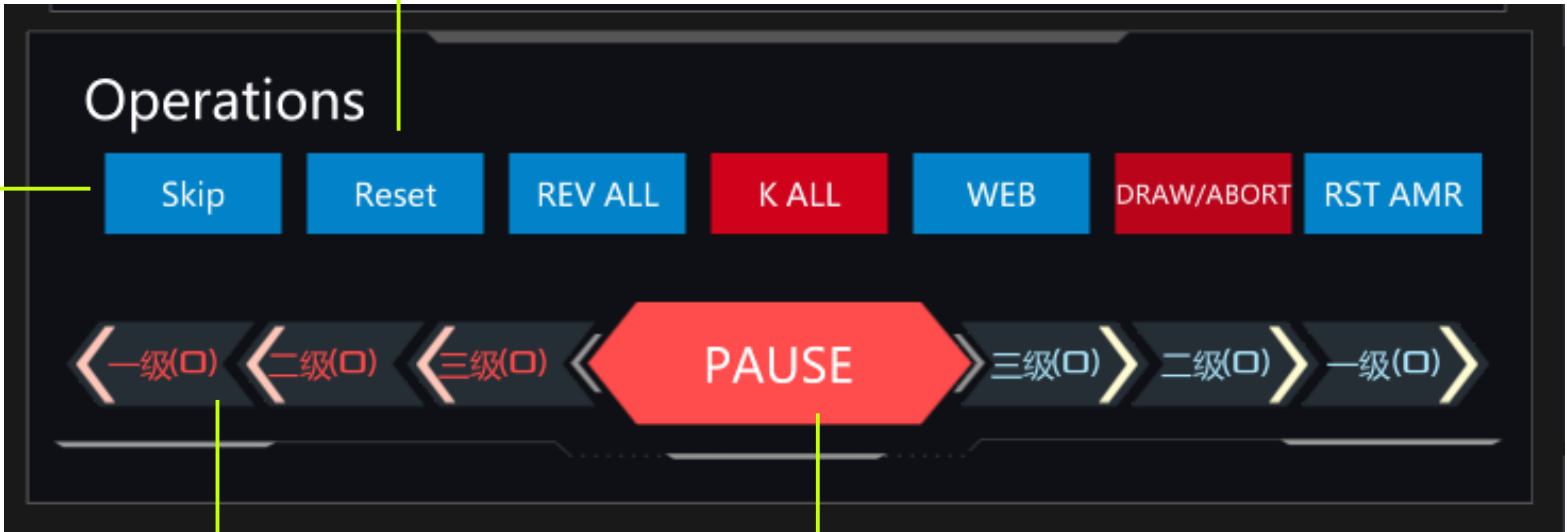 Operations
Skip Reset REV ALL K ALL WEB DRAW/ABORT RST AMR
一级(0) 二级(0) 三级(0) PAUSE 三级(0) 二级(0) 一级(0)